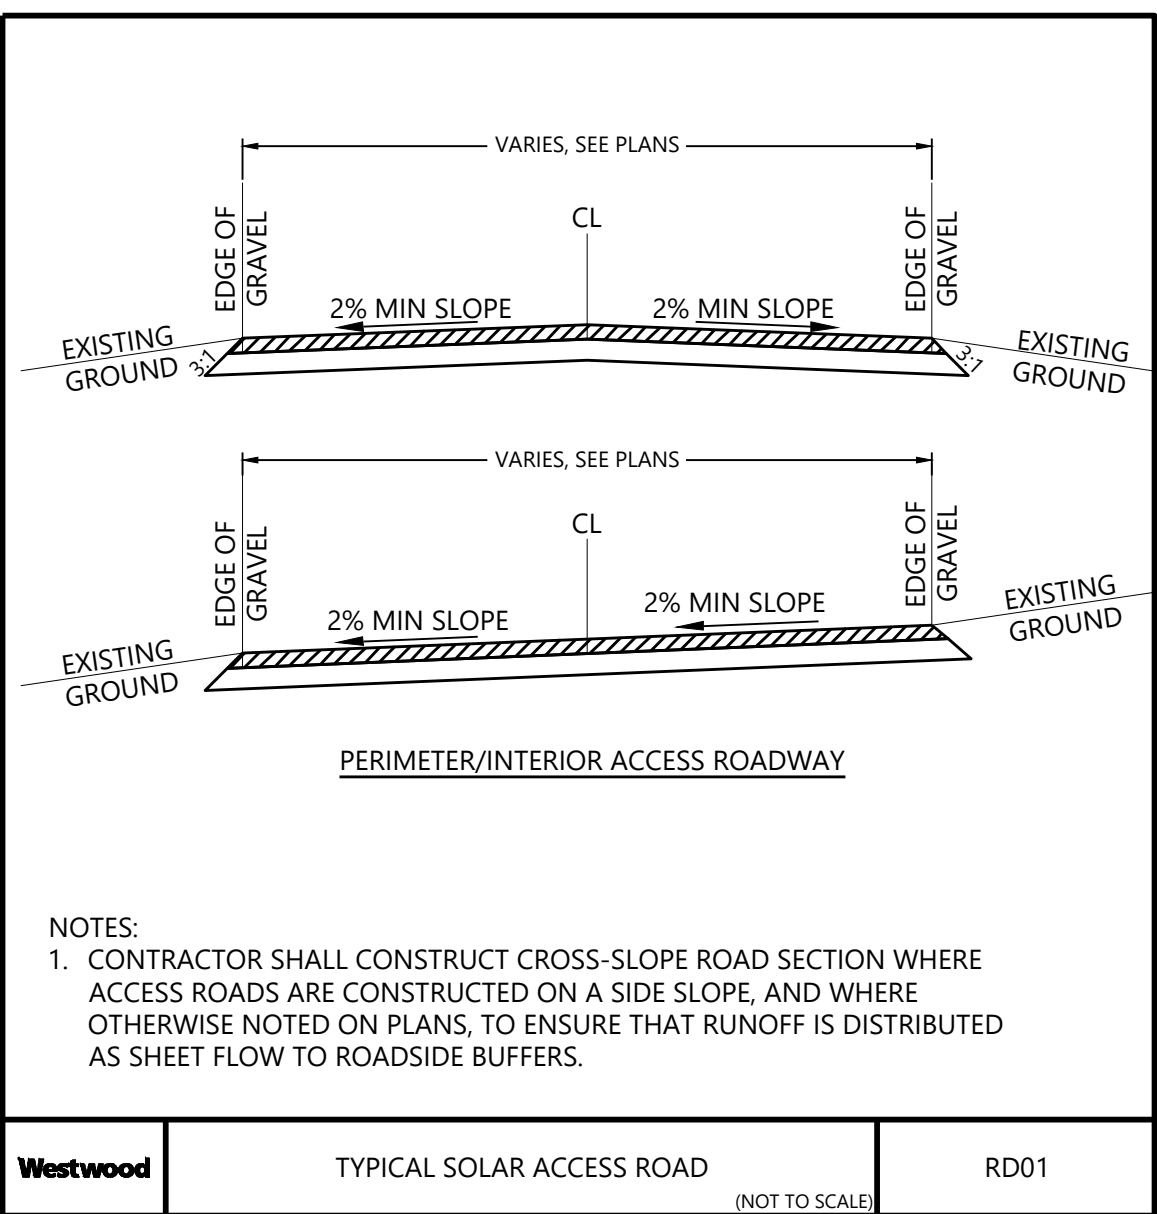 VARIES, SEE PLANS
EDGE OF
GRAVEL
CL
EDGE OF
GRAVEL
2% MIN SLOPE
2% MIN SLOPE
EXISTING
GROUND
3:1
3:1
EXISTING
GROUND
VARIES, SEE PLANS
EDGE OF
GRAVEL
CL
EDGE OF
GRAVEL
2% MIN SLOPE
2% MIN SLOPE
EXISTING
GROUND
EXISTING
GROUND
PERIMETER/INTERIOR ACCESS ROADWAY
NOTES:
1. CONTRACTOR SHALL CONSTRUCT CROSS-SLOPE ROAD SECTION WHERE
ACCESS ROADS ARE CONSTRUCTED ON A SIDE SLOPE, AND WHERE
OTHERWISE NOTED ON PLANS, TO ENSURE THAT RUNOFF IS DISTRIBUTED
AS SHEET FLOW TO ROADSIDE BUFFERS.
Westwood
TYPICAL SOLAR ACCESS ROAD
(NOT TO SCALE)
RD01